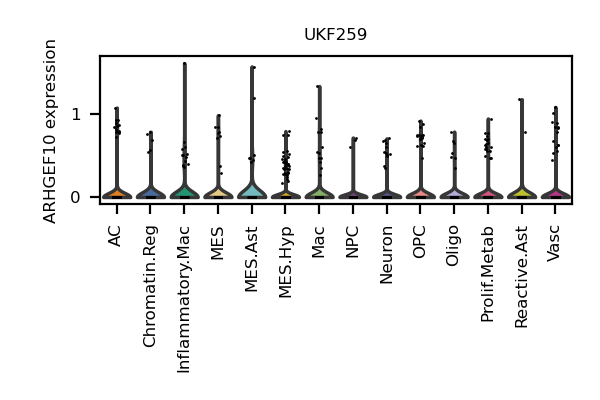 UKF259
ARHGEF10 expression
1
0
AC
Chromatin.Reg
Inflammatory.Mac
MES
MES.Ast
MES.Hyp
Mac
NPC
Neuron
OPC
Oligo
Prolif.Metab
Reactive.Ast
Vasc